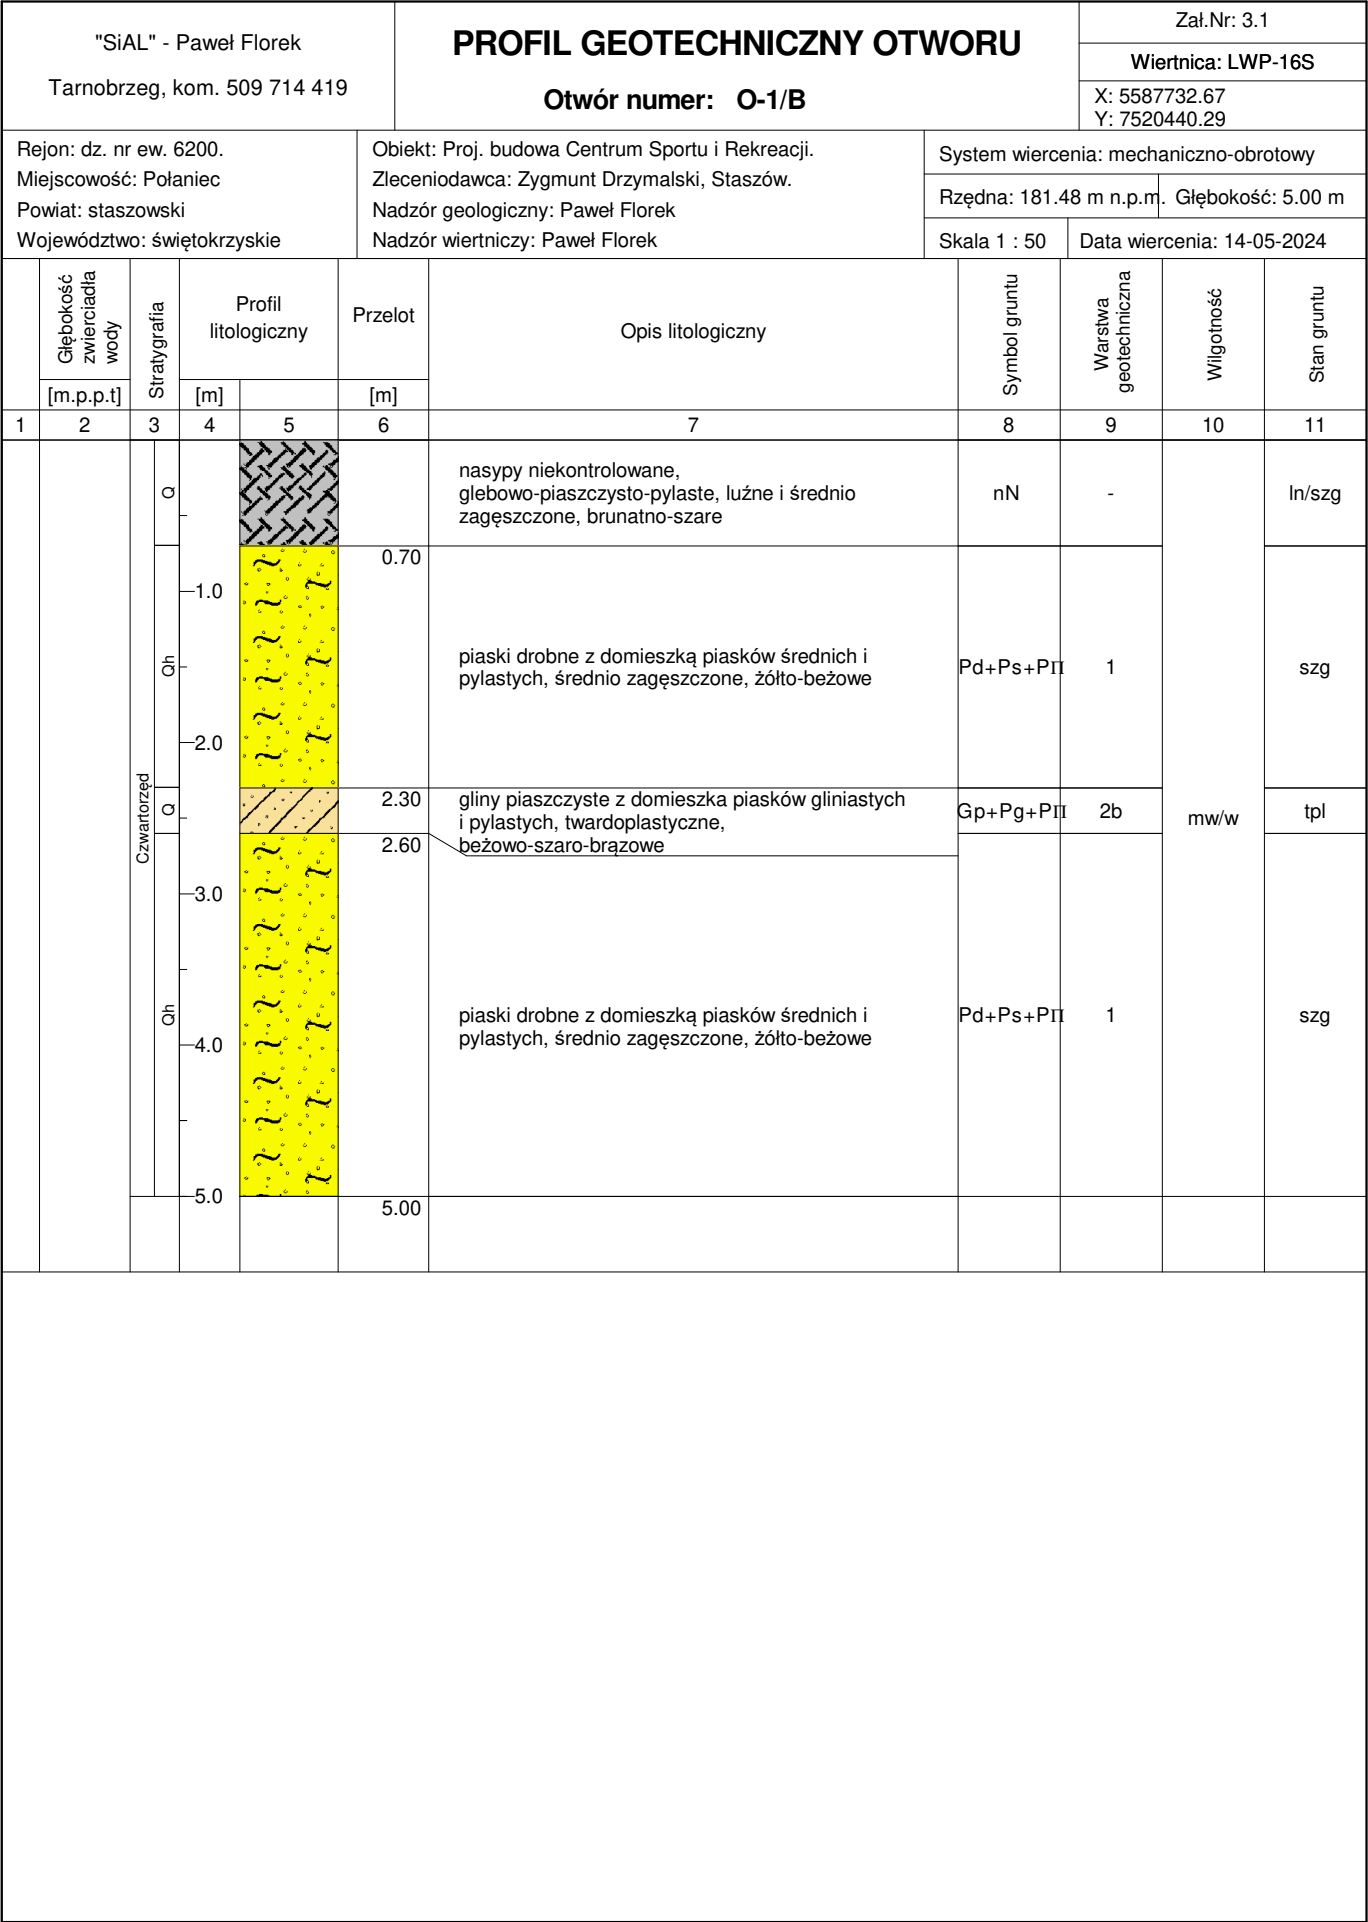 "SiAL" - Paweł Florek
Tarnobrzeg, kom. 509 714 419
PROFIL GEOTECHNICZNY OTWORU
Otwór numer: O-1/B
Zał.Nr: 3.1
Wiertnica: LWP-16S
X: 5587732.67
Y: 7520440.29
Rejon: dz. nr ew. 6200.
Miejscowość: Połaniec
Powiat: staszowski
Województwo: świętokrzyskie
Obiekt: Proj. budowa Centrum Sportu i Rekreacji.
Zleceniodawca: Zygmunt Drzymalski, Staszów.
Nadzór geologiczny: Paweł Florek
Nadzór wiertniczy: Paweł Florek
System wiercenia: mechaniczno-obrotowy
Rzędna: 181.48 m n.p.m. Głębokość: 5.00 m
Skala 1 : 50 Data wiercenia: 14-05-2024
Głębokość
zwierciadła
wody
[m.p.p.t]
Stratygrafia
Profil
litologiczny
[m]
Przelot
[m]
Opis litologiczny
Symbol gruntu
Warstwa
geotechniczna
Wilgotność
Stan gruntu
1 2 3 4 5 6 7 8 9 10 11
Czwartorzęd
Q
nasypy niekontrolowane,
glebowo-piaszczysto-pylaste, luźne i średnio
zagęszczone, brunatno-szare
nN - ln/szg
0.70
1.0
Qh
piaski drobne z domieszką piasków średnich i
pylastych, średnio zagęszczone, żółto-beżowe
Pd+Ps+PΠ 1 szg
2.0
2.30
Q
gliny piaszczyste z domieszka piasków gliniastych
i pylastych, twardoplastyczne,
beżowo-szaro-brązowe
Gp+Pg+PΠ 2b mw/w tpl
2.60
3.0
Qh
piaski drobne z domieszką piasków średnich i
pylastych, średnio zagęszczone, żółto-beżowe
Pd+Ps+PΠ 1 szg
4.0
5.0
5.00